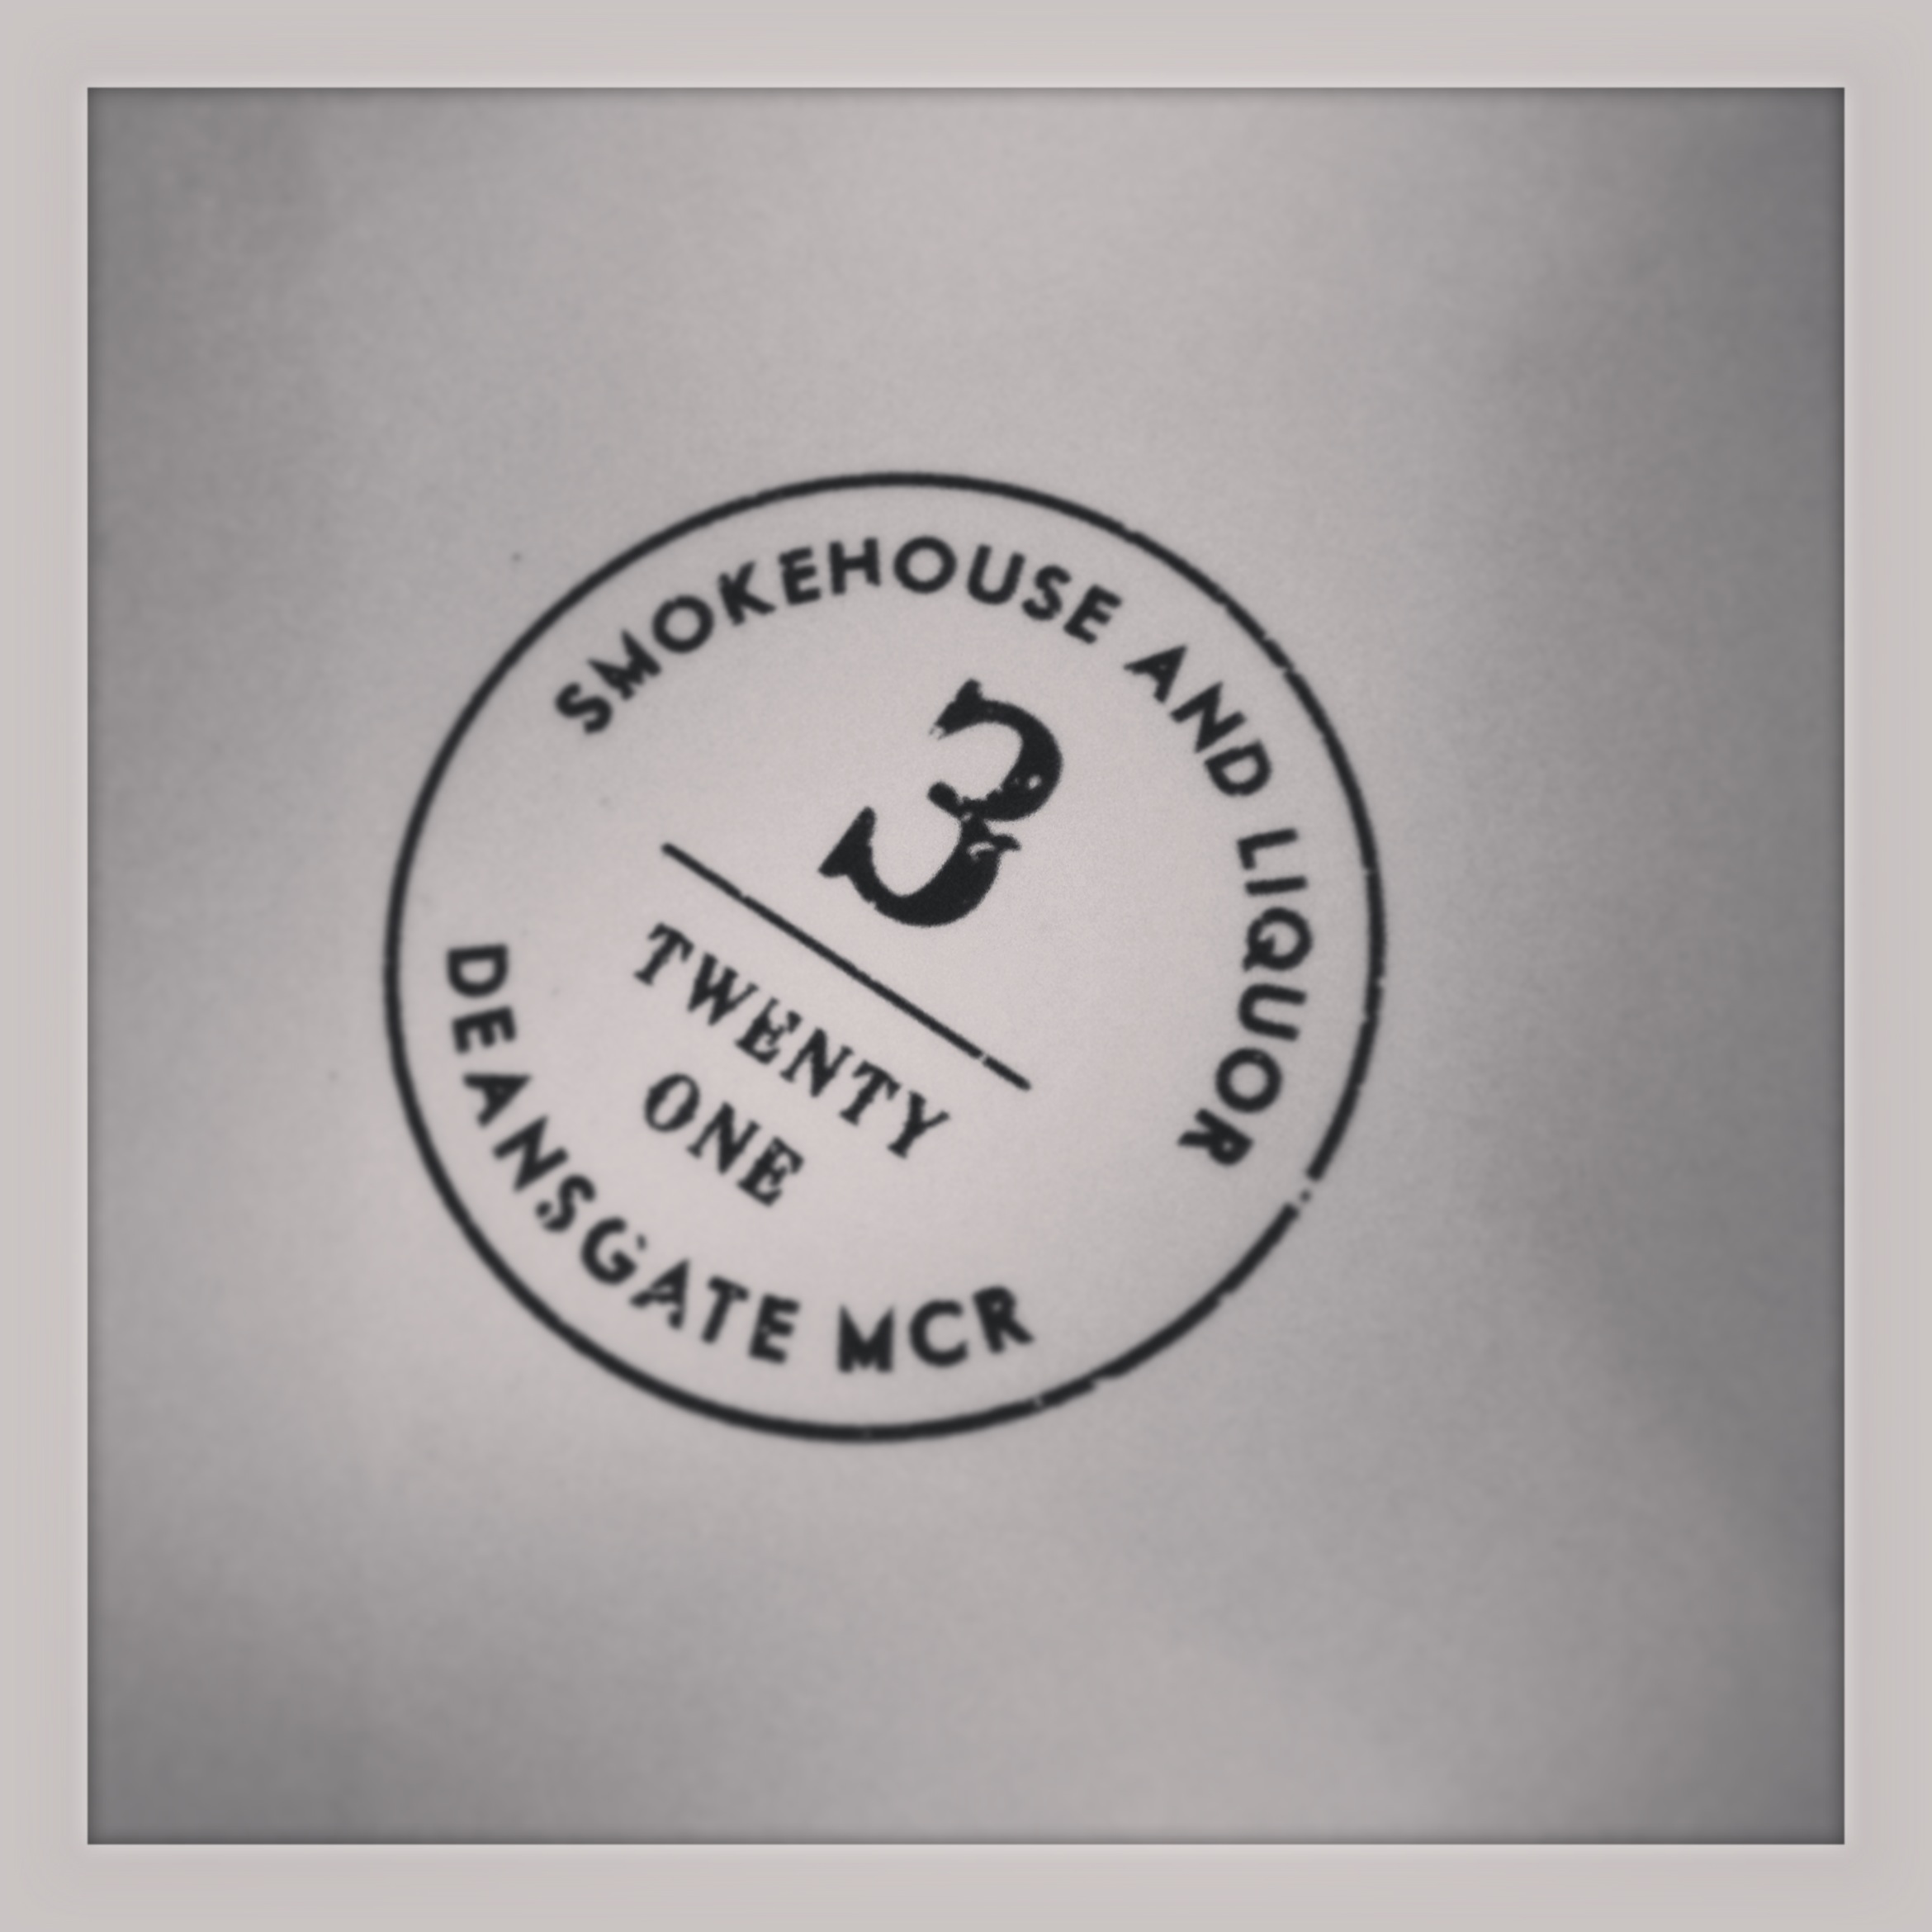 SMOKEHOUSE AND LIQUOR
3
TWENTY
ONE
DEANSGATE MCR